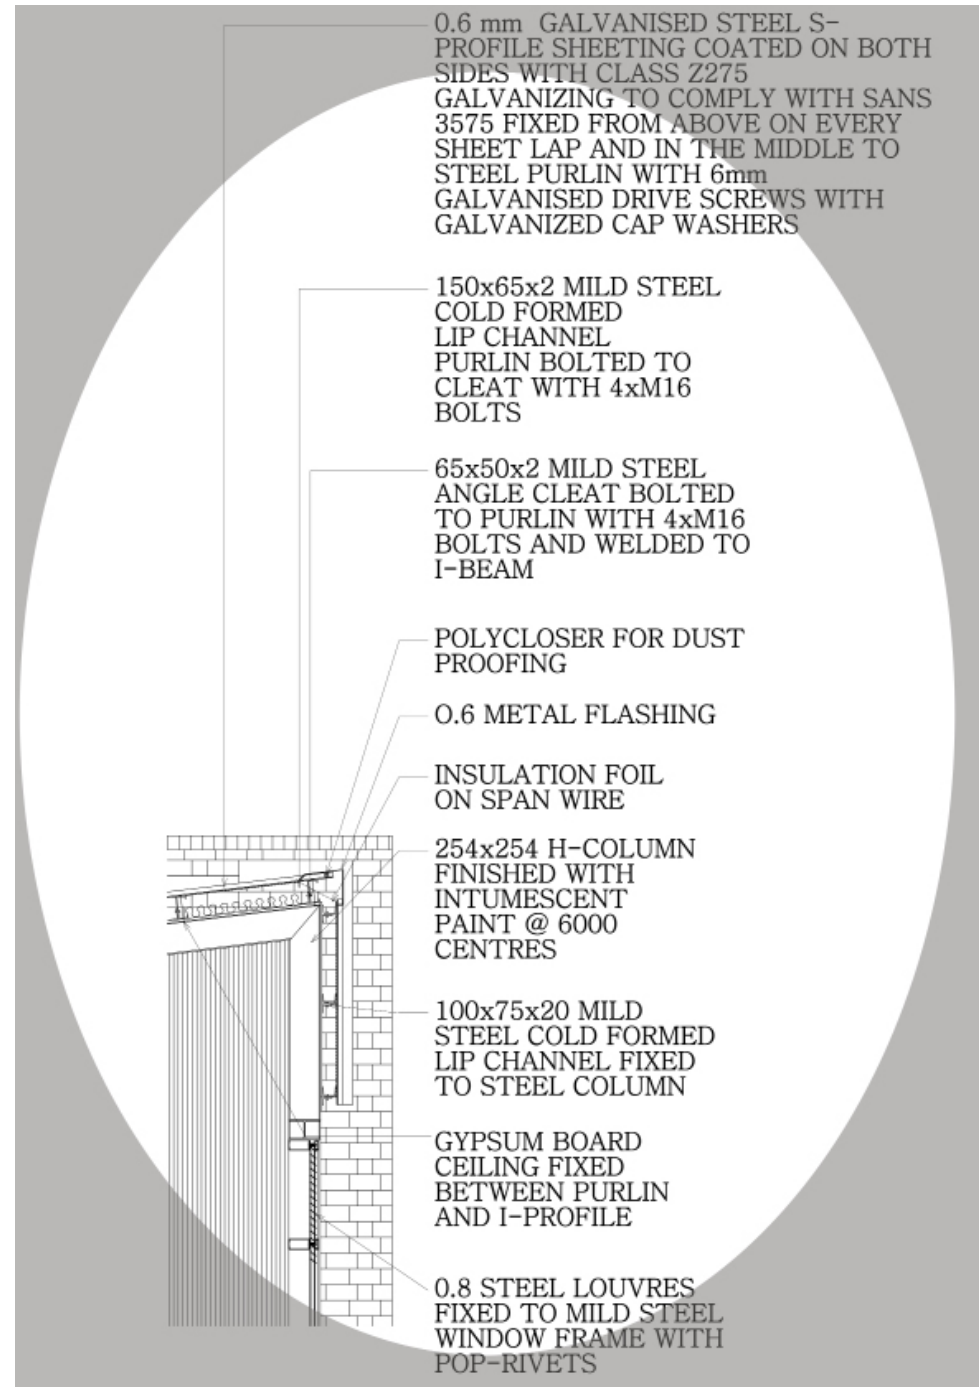 0.6 mm GALVANISED STEEL S-
PROFILE SHEETING COATED ON BOTH
SIDES WITH CLASS Z275
GALVANIZING TO COMPLY WITH SANS
3575 FIXED FROM ABOVE ON EVERY
SHEET LAP AND IN THE MIDDLE TO
STEEL PURLIN WITH 6mm
GALVANISED DRIVE SCREWS WITH
GALVANIZED CAP WASHERS
150x65x2 MILD STEEL
COLD FORMED
LIP CHANNEL
PURLIN BOLTED TO
CLEAT WITH 4xM16
BOLTS
65x50x2 MILD STEEL
ANGLE CLEAT BOLTED
TO PURLIN WITH 4xM16
BOLTS AND WELDED TO
I-BEAM
POLYCLOSER FOR DUST
PROOFING
O.6 METAL FLASHING
INSULATION FOIL
ON SPAN WIRE
254x254 H-COLUMN
FINISHED WITH
INTUMESCENT
PAINT @ 6000
CENTRES
100x75x20 MILD
STEEL COLD FORMED
LIP CHANNEL FIXED
TO STEEL COLUMN
GYPSUM BOARD
CEILING FIXED
BETWEEN PURLIN
AND I-PROFILE
0.8 STEEL LOUVRES
FIXED TO MILD STEEL
WINDOW FRAME WITH
POP-RIVETS